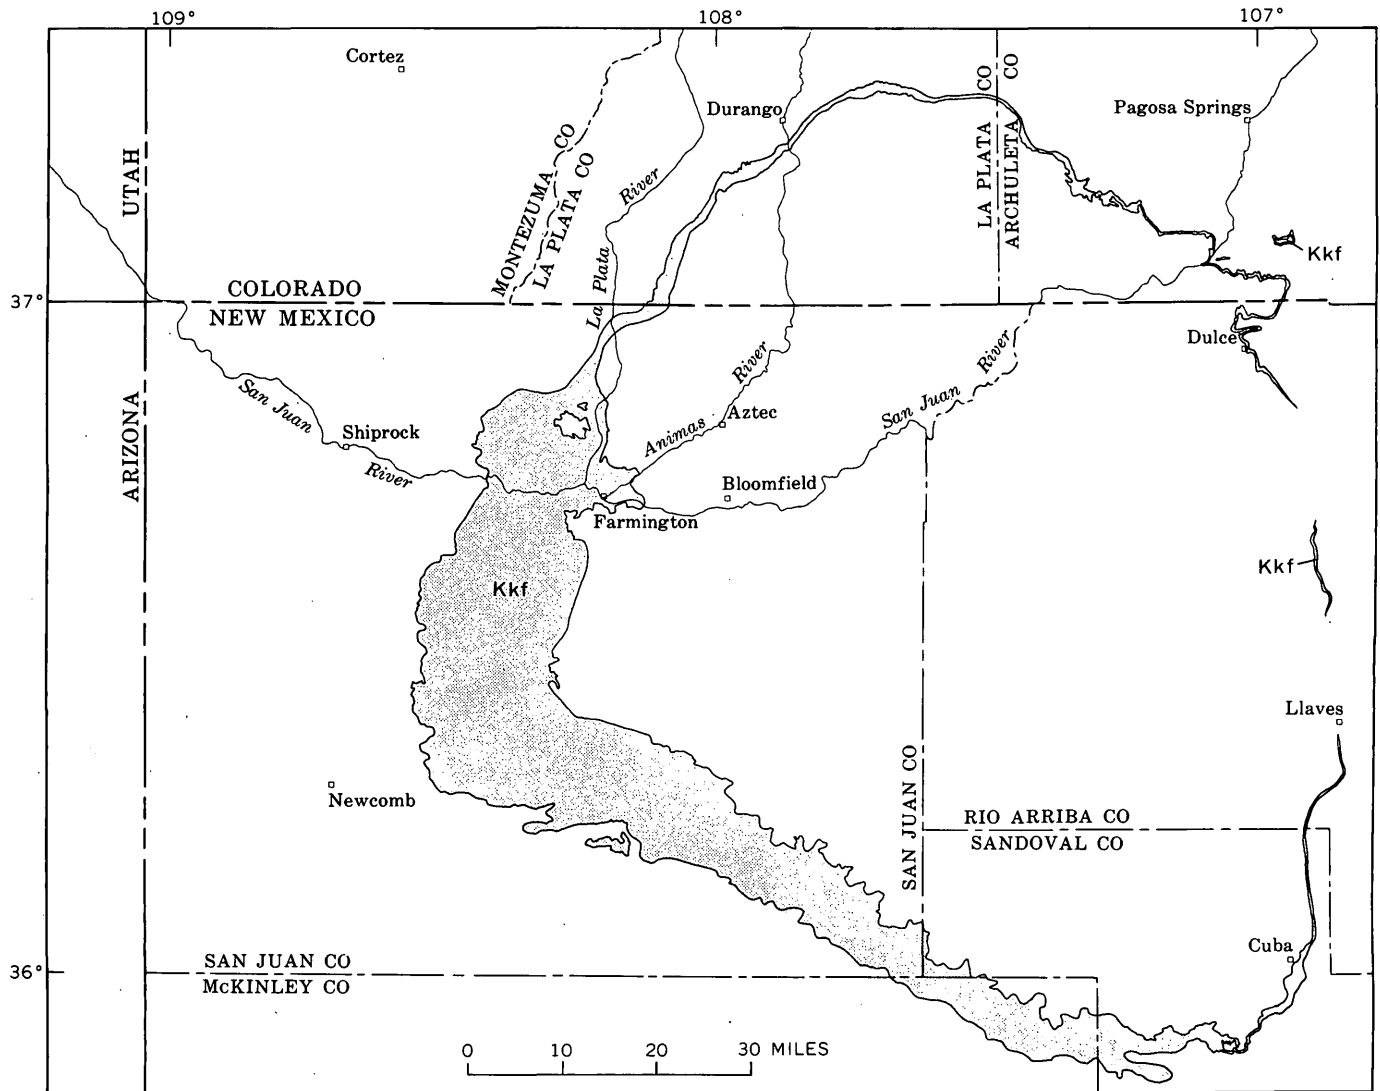 109°
108°
107°
Cortez
Durango
Pagosa Springs
LA PLATA CO
ARCHULETA CO
UTAH
MONTEZUMA CO
LA PLATA CO
La Plata River
Kkf
37°
COLORADO
NEW MEXICO
Dulce
ARIZONA
San Juan River
Shiprock
Animas River
Aztec
San Juan River
Bloomfield
Farmington
Kkf
Kkf
Llaves
Newcomb
SAN JUAN CO
RIO ARRIBA CO
SANDOVAL CO
Cuba
36°
SAN JUAN CO
McKINLEY CO
0 10 20 30 MILES